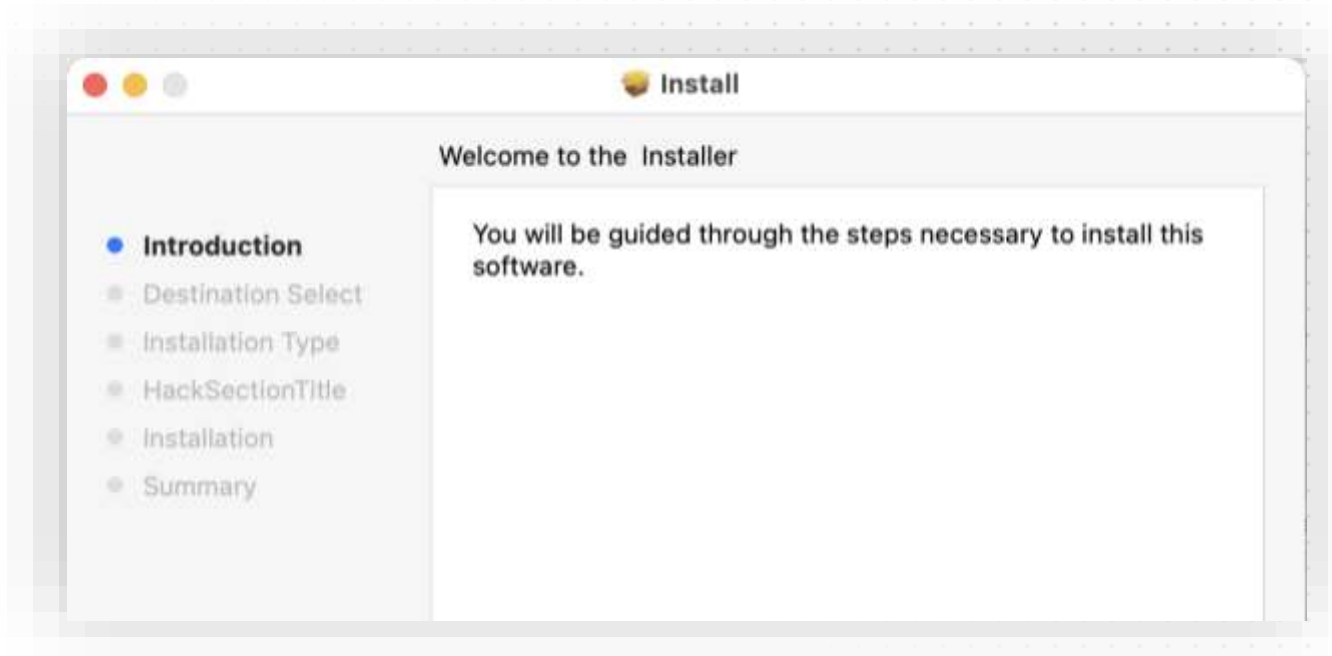 Install
Welcome to the  Installer
Introduction
Destination Select
Installation Type
HackSectionTitle
Installation
Summary
You will be guided through the steps necessary to install this
software.